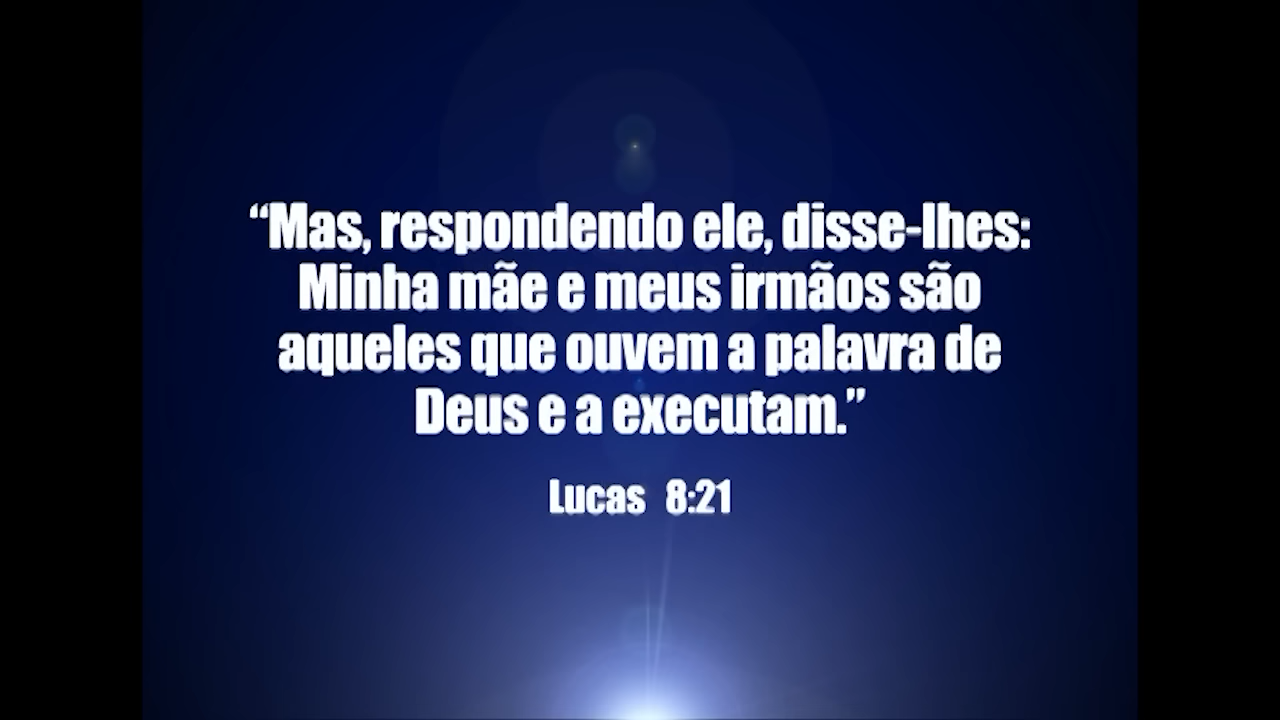 “Mas, respondendo ele, disse-lhes:
Minha mãe e meus irmãos são
aqueles que ouvem a palavra de
Deus e a executam.”
Lucas 8:21